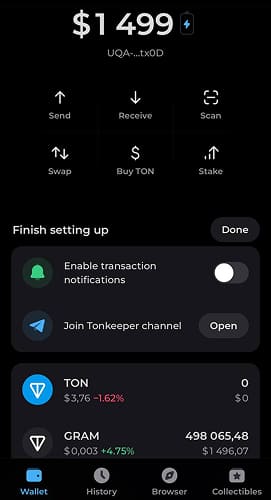 $1 499
UQA-...tx0D
Send
Receive
Scan
Swap
Buy TON
Stake
Finish setting up
Done
Enable transaction
notifications
Join Tonkeeper channel
Open
TON
0
$3,76 −1.62%
$0
GRAM
498 065,48
$0,003 +4.75%
$1 496,07
Wallet
History
Browser
Collectibles